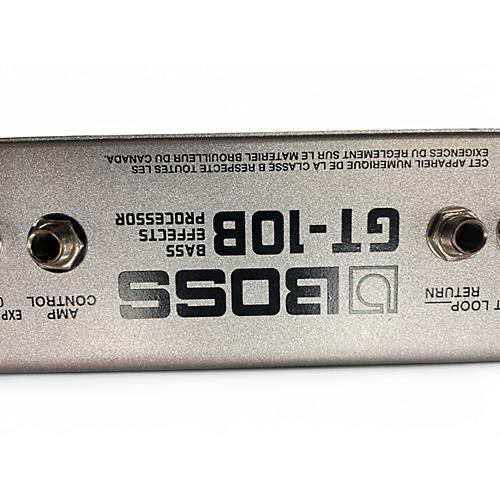 T LOOP
RETURN
BOSS
GT-10B
BASS
EFFECTS
PROCESSOR
AMP
CONTROL
EXP
CET APPAREIL NUMERIQUE DE LA CLASSE B RESPECTE TOUTES LES
EXIGENCES DU REGLEMENT SUR LE MATERIEL BROUILLEUR DU CANADA.